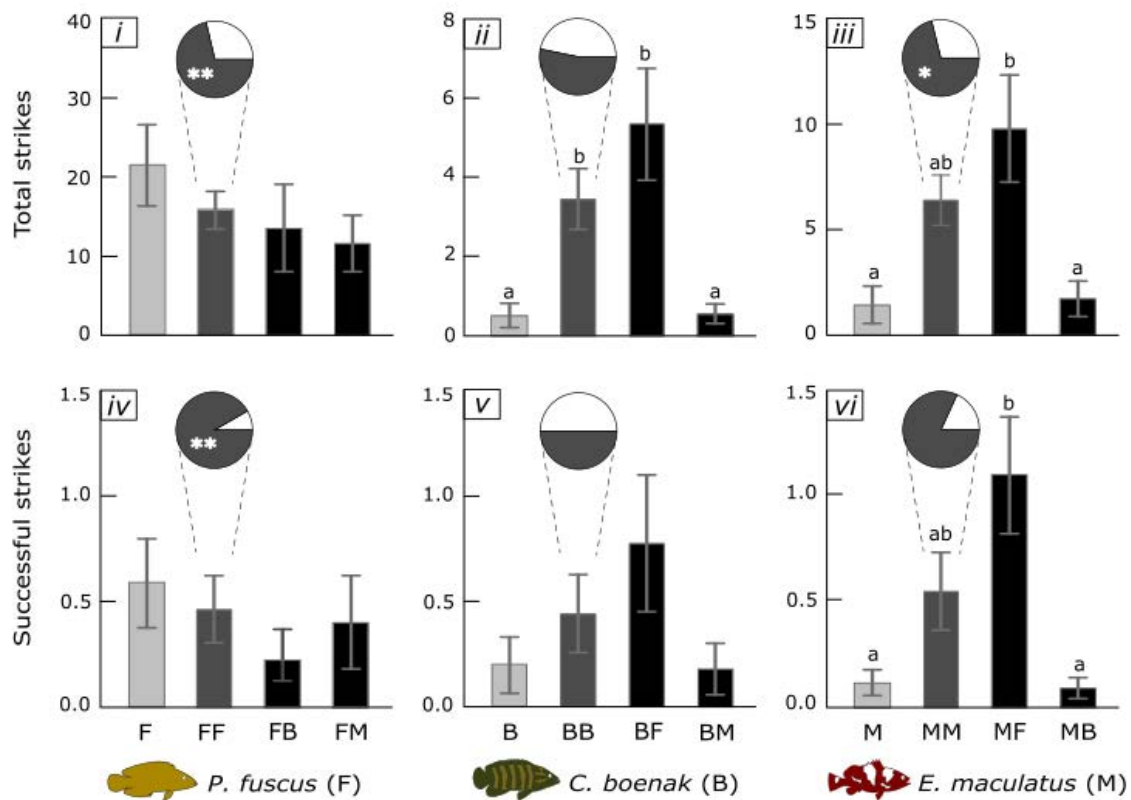 Total strikes
40
30
20
10
0
i
**
8
6
4
2
0
ii
a
b
b
a
15
10
5
0
iii
*
a
ab
b
a
Successful strikes
1.5
1.0
0.5
0.0
iv
**
F FF FB FM
1.5
1.0
0.5
0.0
v
B BB BF BM
1.5
1.0
0.5
0.0
vi
a
ab
b
a
M MM MF MB
P. fuscus (F)
C. boenak (B)
E. maculatus (M)